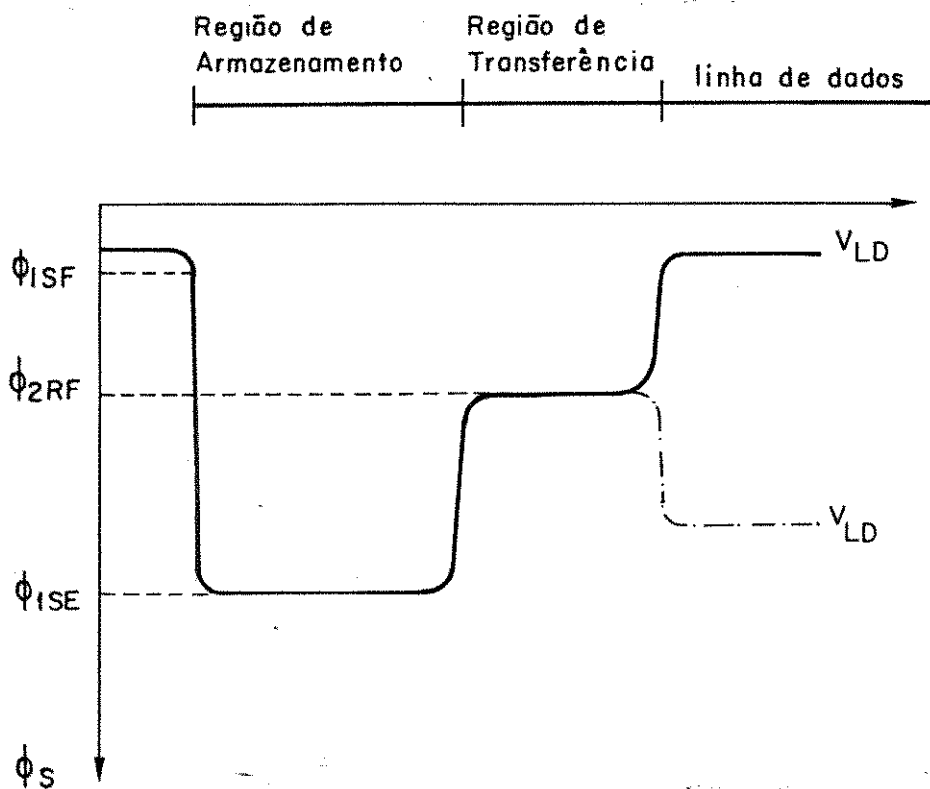 Região de
Armazenamento
Região de
Transferência
linha de dados
ϕ1SF
VLD
ϕ2RF
VLD
ϕ1SE
ϕS